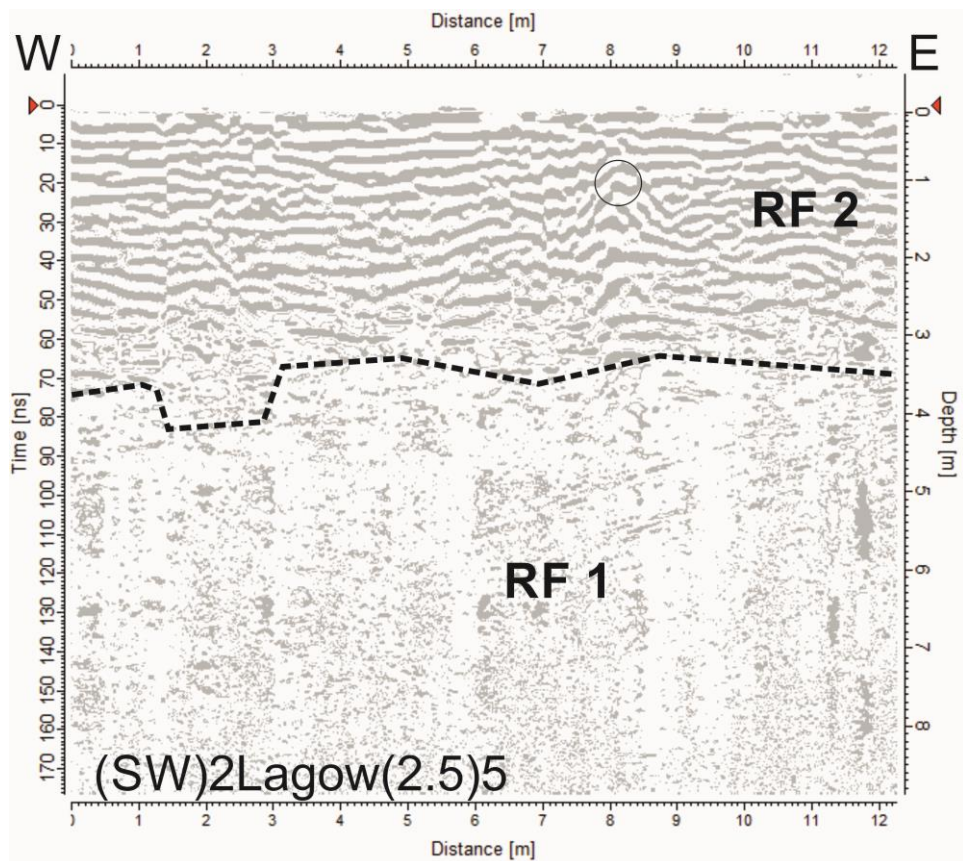 Distance [m]
W
E
0 1 2 3 4 5 6 7 8 9 10 11 12
0
10
20
30
40
50
60
70
80
90
100
110
120
130
140
150
160
170
Time [ns]
0
1
2
3
4
5
6
7
8
Depth [m]
RF 2
RF 1
(SW)2Lagow(2.5)5
0 1 2 3 4 5 6 7 8 9 10 11 12
Distance [m]